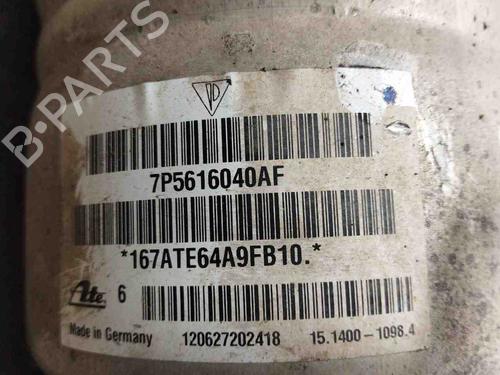 B-PARTS
7P5616040AF
*167ATE64A9FB10.*
Ate 6
Made in Germany 120627202418 15.1400-1098.4